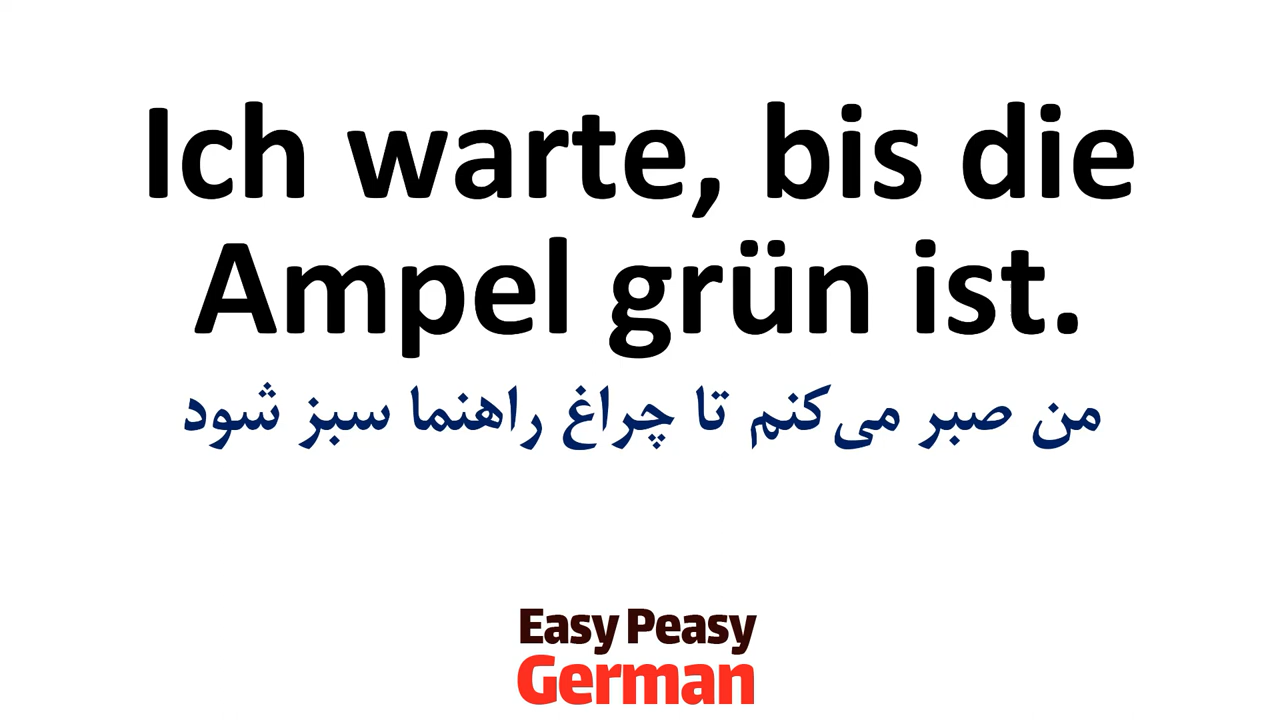 Ich warte, bis die
Ampel grün ist.
من صبر می‌کنم تا چراغ راهنما سبز شود
Easy Peasy
German